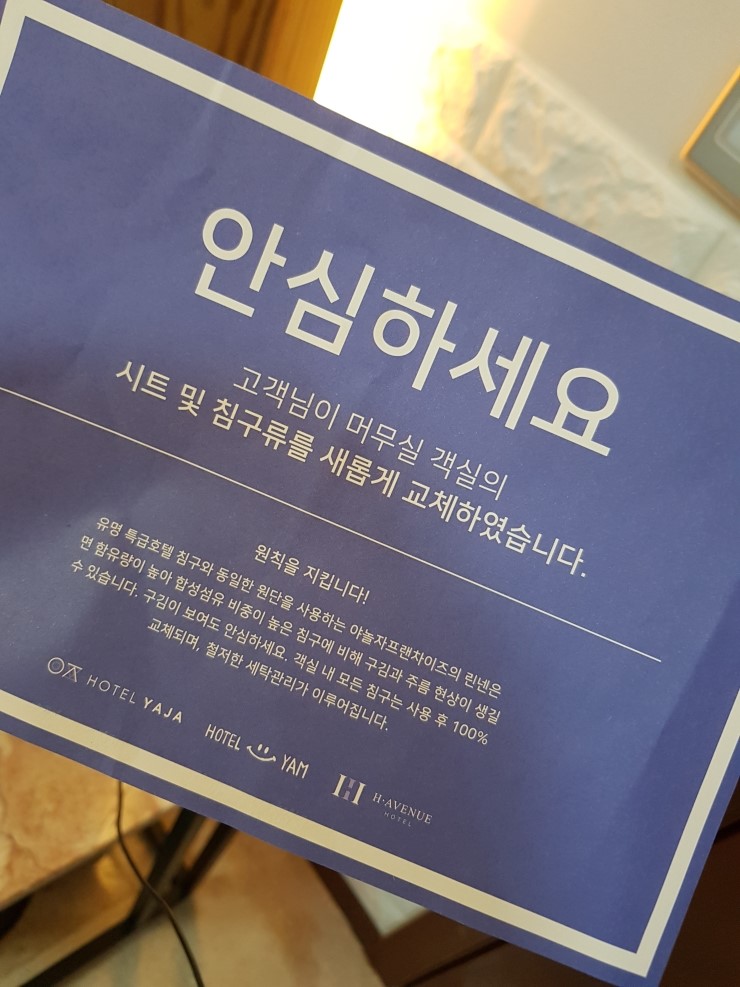 안심하세요
고객님이 머무실 객실의
시트 및 침구류를 새롭게 교체하였습니다.
원칙을 지킵니다!
유명 특급호텔 침구와 동일한 원단을 사용하는 야놀자프랜차이즈의 린넨은
면 함유량이 높아 합성섬유 비중이 높은 침구에 비해 구김과 주름 현상이 생길
수 있습니다. 구김이 보여도 안심하세요. 객실 내 모든 침구는 사용 후 100%
교체되며, 철저한 세탁관리가 이루어집니다.
HOTEL YAJA
HOTEL YAM
H H·AVENUE
HOTEL